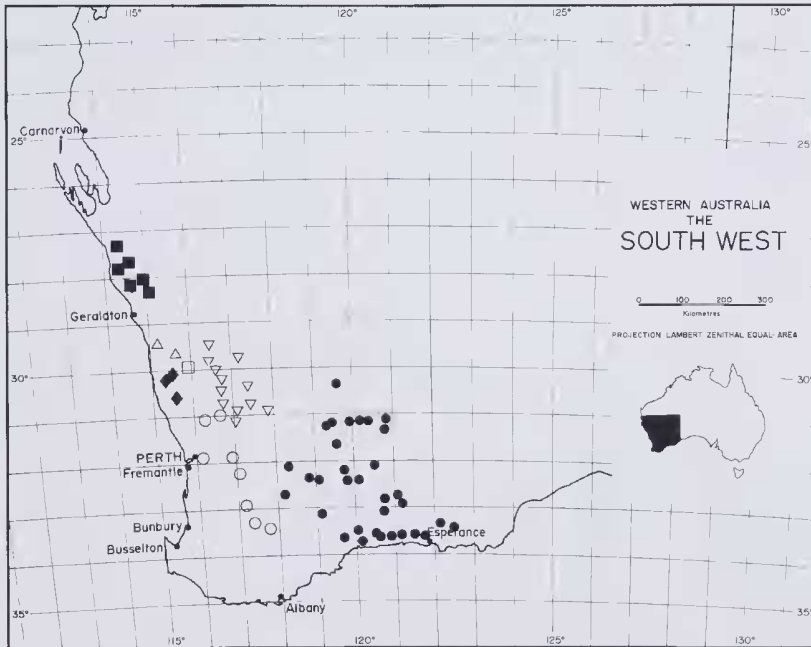 115°
120°
130°
Carnarvon
25°
25°
WESTERN AUSTRALIA
THE
SOUTH WEST
0 100 200 300
Kilometres
PROJECTION LAMBERT ZENITHAL EQUAL-AREA
Geraldton
30°
30°
PERTH
Fremantle
Bunbury
Busselton
Esperance
Albany
35°
35°
115°
120°
125°
130°